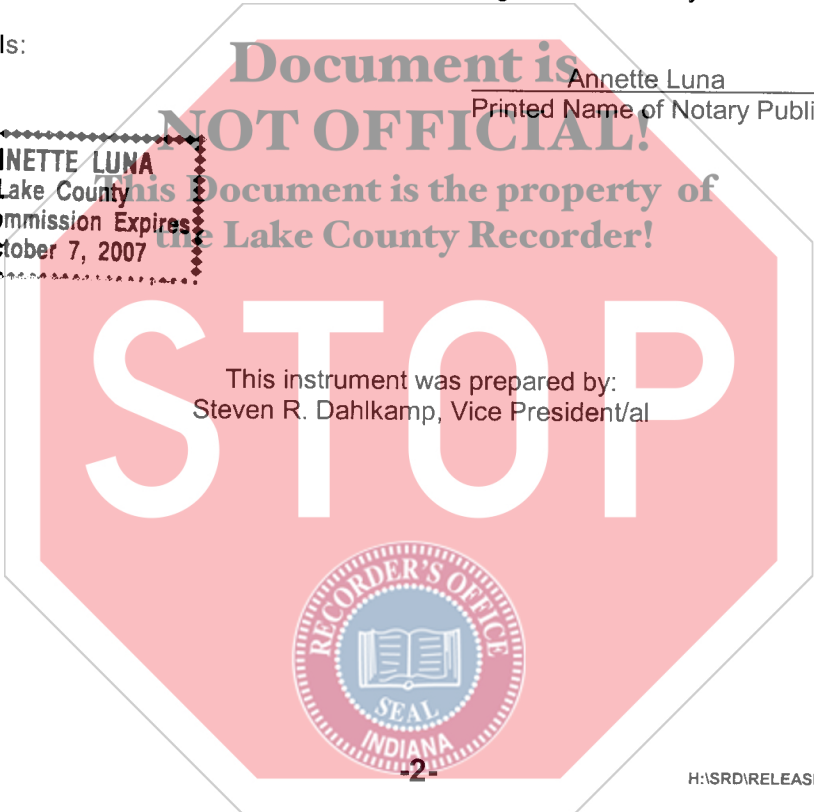 ls:
Document is
Annette Luna
Printed Name of Notary Publi
NOT OFFICIAL!
NETTE LUNA
Lake County
mmission Expires
tober 7, 2007
This Document is the property of
the Lake County Recorder!
STOP
This instrument was prepared by:
Steven R. Dahlkamp, Vice President/al
RECORDER'S OFFICE
SEAL
INDIANA
-2-
H:\SRD\RELEAS